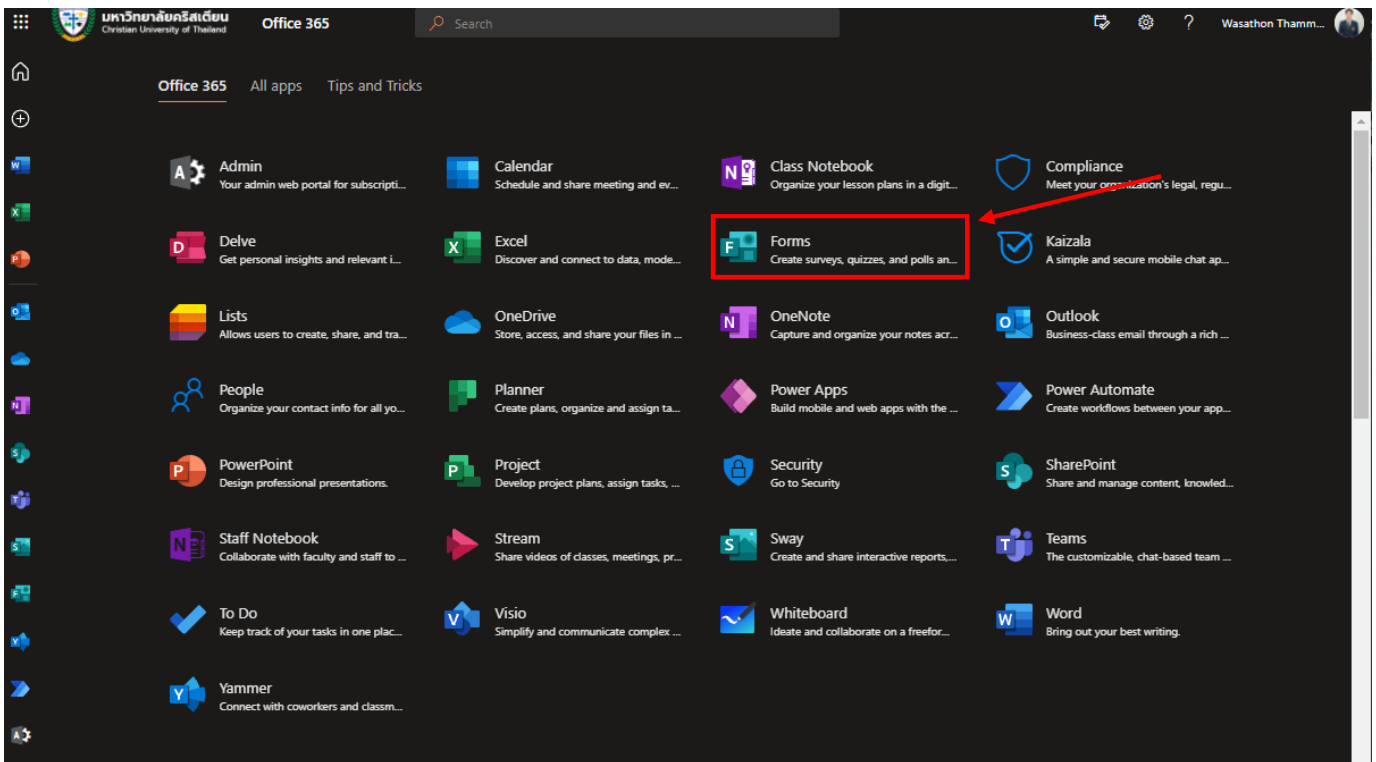 มหาวิทยาลัยคริสเตียน
Christian University of Thailand
Office 365
Search
?
Wasathon Thamm...
Office 365
All apps
Tips and Tricks
Admin
Your admin web portal for subscripti...
Calendar
Schedule and share meeting and ev...
Class Notebook
Organize your lesson plans in a digit...
Compliance
Meet your organization's legal, regu...
Delve
Get personal insights and relevant i...
Excel
Discover and connect to data, mode...
Forms
Create surveys, quizzes, and polls an...
Kaizala
A simple and secure mobile chat ap...
Lists
Allows users to create, share, and tra...
OneDrive
Store, access, and share your files in ...
OneNote
Capture and organize your notes acr...
Outlook
Business-class email through a rich ...
People
Organize your contact info for all yo...
Planner
Create plans, organize and assign ta...
Power Apps
Build mobile and web apps with the ...
Power Automate
Create workflows between your app...
PowerPoint
Design professional presentations.
Project
Develop project plans, assign tasks, ...
Security
Go to Security
SharePoint
Share and manage content, knowled...
Staff Notebook
Collaborate with faculty and staff to ...
Stream
Share videos of classes, meetings, pr...
Sway
Create and share interactive reports,...
Teams
The customizable, chat-based team ...
To Do
Keep track of your tasks in one plac...
Visio
Simplify and communicate complex ...
Whiteboard
Ideate and collaborate on a freefor...
Word
Bring out your best writing.
Yammer
Connect with coworkers and classm...